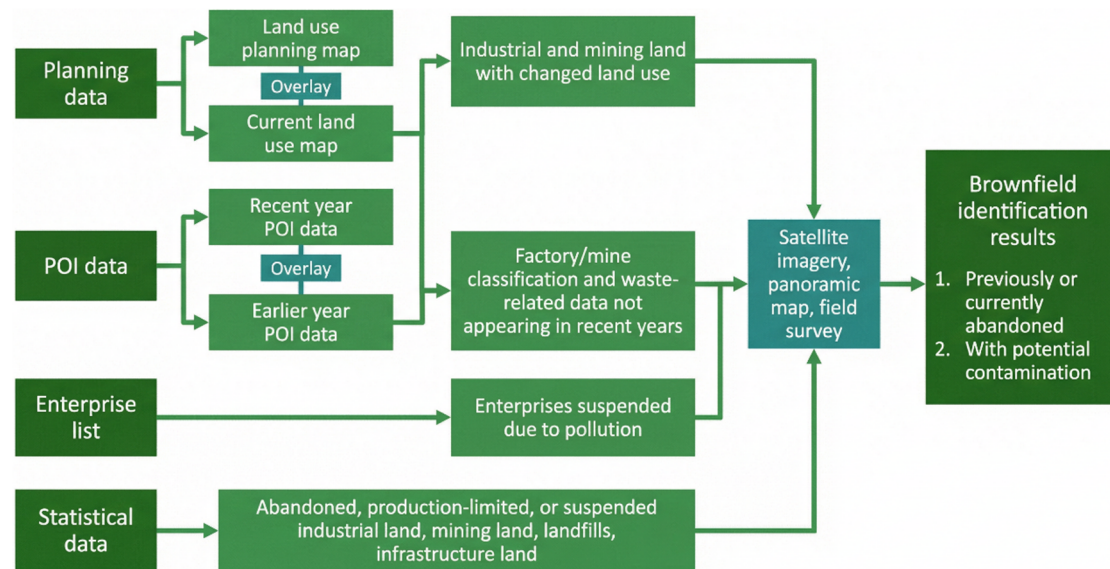 Planning
data
Land use
planning map
Overlay
Current land
use map
Industrial and mining land
with changed land use
POI data
Recent year
POI data
Overlay
Earlier year
POI data
Factory/mine
classification and waste-
related data not
appearing in recent years
Enterprise
list
Enterprises suspended
due to pollution
Statistical
data
Abandoned, production-limited, or suspended
industrial land, mining land, landfills,
infrastructure land
Satellite
imagery,
panoramic
map, field
survey
Brownfield
identification
results
1. Previously or
currently
abandoned
2. With potential
contamination